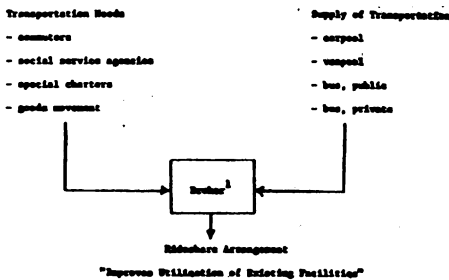 Transportation Needs
- commuters
- social service agencies
- special charters
- goods movement
Supply of Transportation
- carpool
- vanpool
- bus, public
- bus, private
Broker1
Rideshare Arrangement
"Improves Utilization of Existing Facilities"